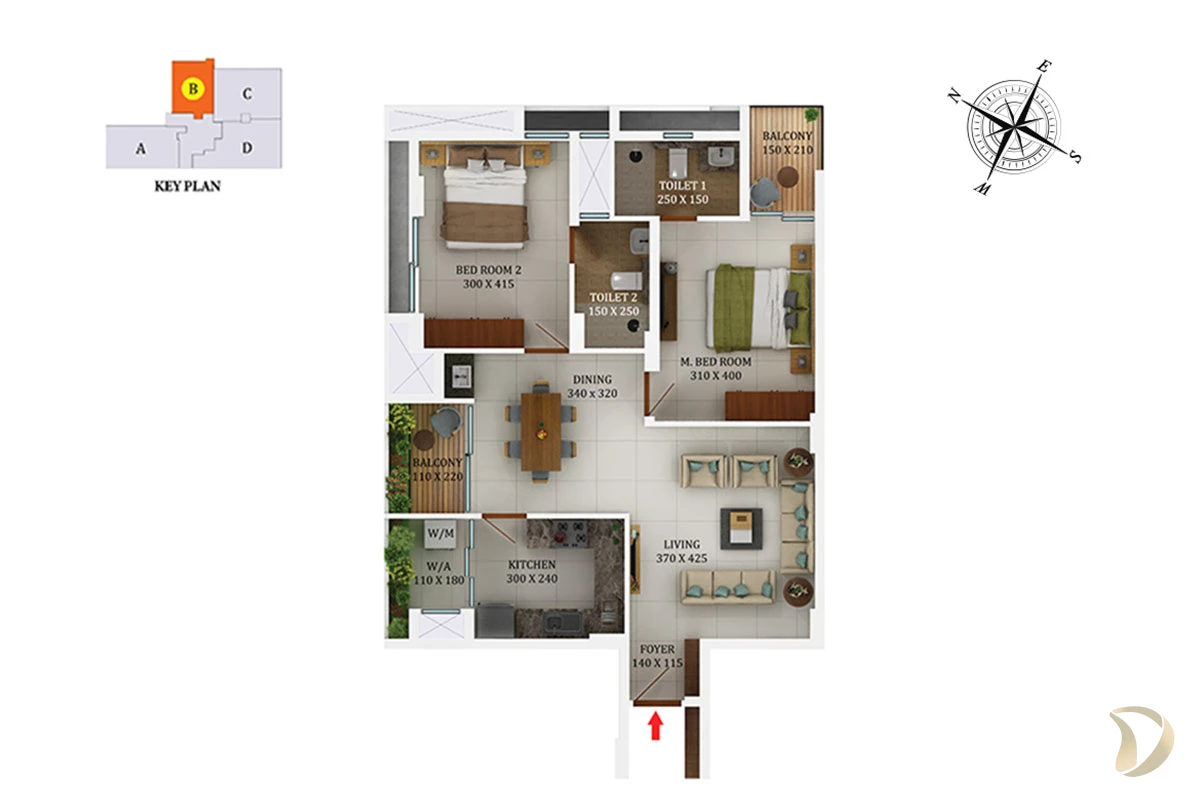 B
C
A
D
KEY PLAN
E
N
S
W
BALCONY
150 X 210
TOILET 1
250 X 150
BED ROOM 2
300 X 415
TOILET 2
150 X 250
M. BED ROOM
310 X 400
DINING
340 x 320
BALCONY
110 X 220
W/M
W/A
110 X 180
KITCHEN
300 X 240
LIVING
370 X 425
FOYER
140 X 115